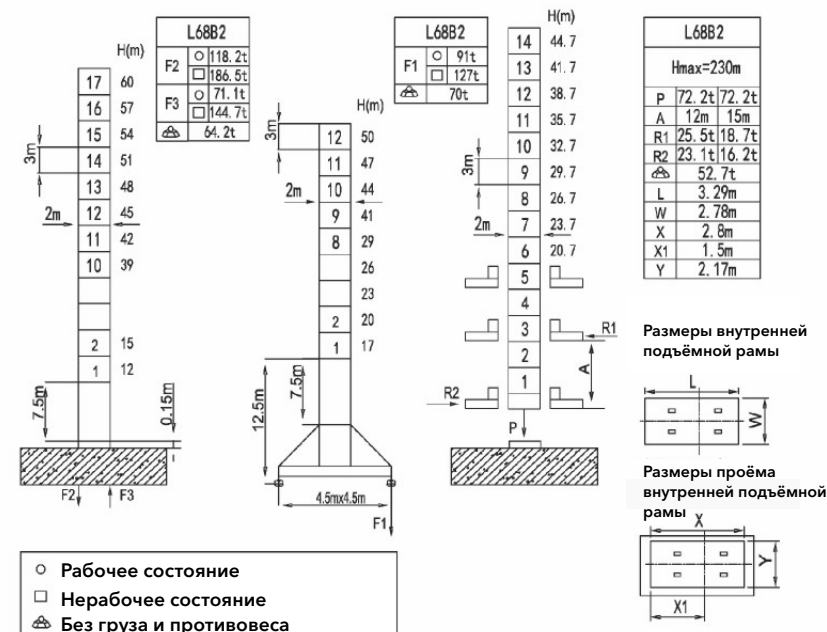 L68B2
F2 ○ 118.2t
□ 186.5t
F3 ○ 71.1t
□ 144.7t
64.2t
H(m)
17 60
16 57
15 54
14 51
13 48
12 45
11 42
10 39
2 15
1 12
3m
2m
7.5m
0.15m
F2 F3
H(m)
12 50
11 47
10 44
9 41
8 29
26
23
2 20
1 17
3m
2m
7.5m
12.5m
4.5mx4.5m
F1
L68B2
F1 ○ 91t
□ 127t
70t
H(m)
14 44.7
13 41.7
12 38.7
11 35.7
10 32.7
9 29.7
8 26.7
7 23.7
6 20.7
5
4
3
2
1
3m
2m
R1
A
R2
P
L68B2
Hmax=230m
P 72.2t 72.2t
A 12m 15m
R1 25.5t 18.7t
R2 23.1t 16.2t
52.7t
L 3.29m
W 2.78m
X 2.8m
X1 1.5m
Y 2.17m
Размеры внутренней
подъёмной рамы
L
W
Размеры проёма
внутренней подъёмной
рамы
X
Y
X1
○ Рабочее состояние
□ Нерабочее состояние
Без груза и противовеса